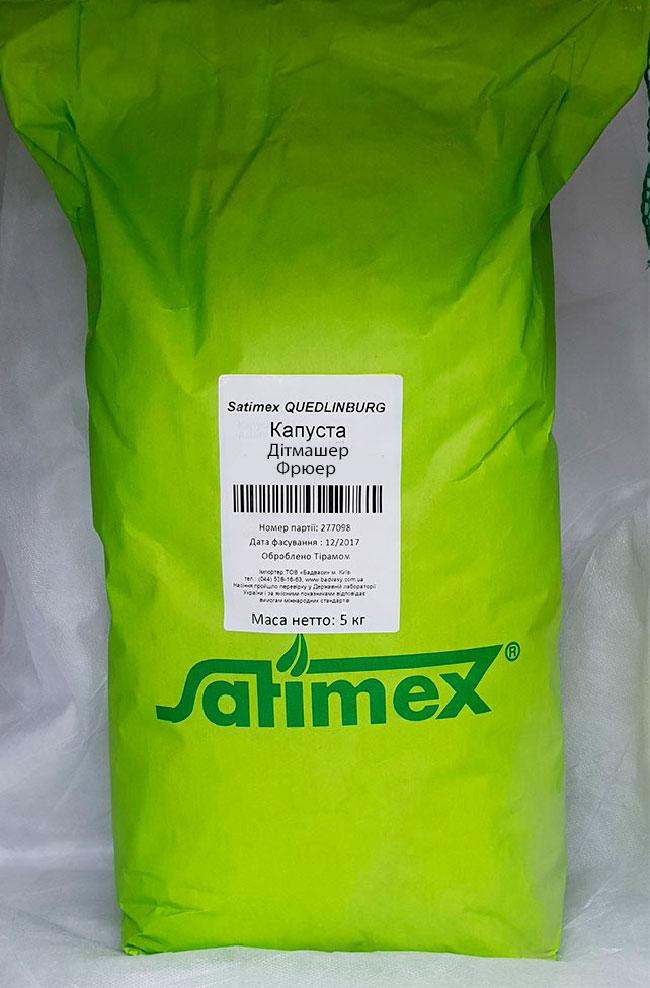 Satimex QUEDLINBURG
Капуста
Дітмашер
Фрюер
Номер партії: 277098
Дата фасування : 12/2017
Оброблено Тірамом
Імпортер :ТОВ «Бадваси» м. Київ
тел.: (044) 528-16-63, www.badvasy.com.ua
Насіння пройшло перевірку у Державній лабораторії
України і за якісними показниками відповідає
вимогам міжнародних стандартів
Маса нетто: 5 кг
Satimex ®